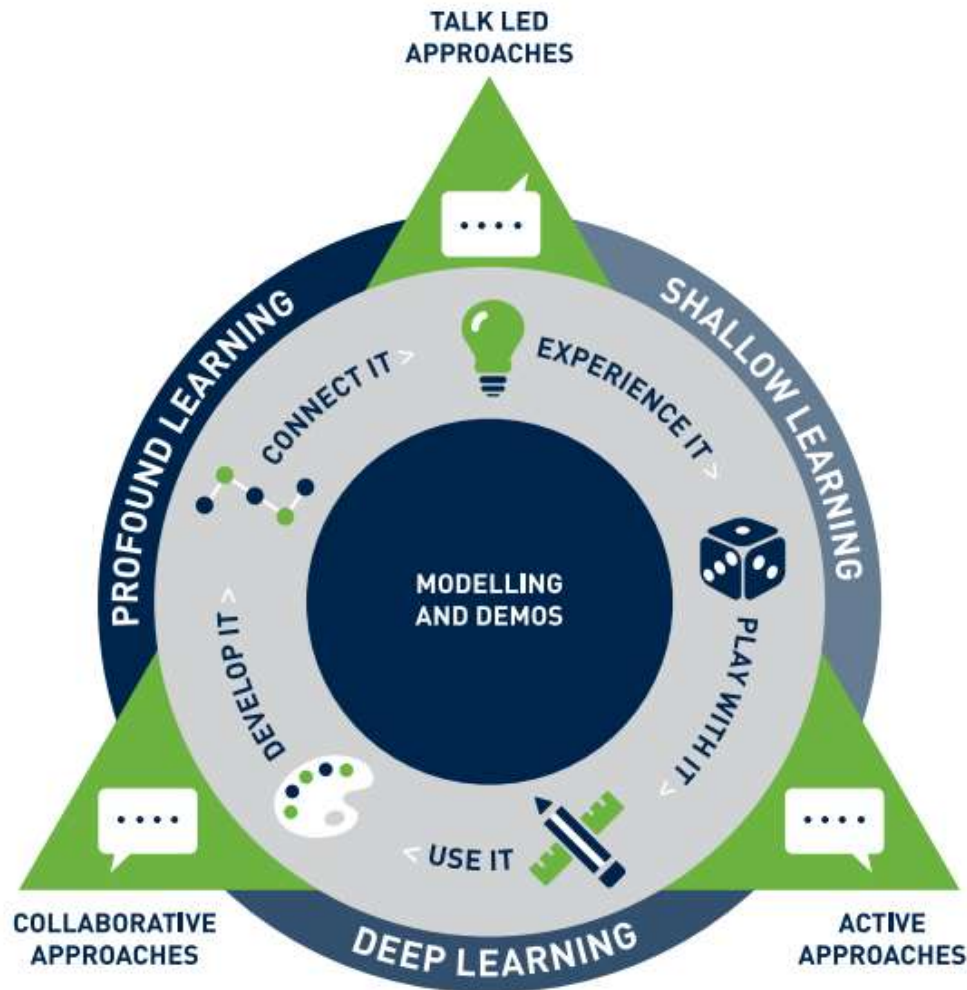 TALK LED
APPROACHES
PROFOUND LEARNING
SHALLOW LEARNING
CONNECT IT >
EXPERIENCE IT >
MODELLING
AND DEMOS
DEVELOP IT >
PLAY WITH IT >
< USE IT
DEEP LEARNING
COLLABORATIVE
APPROACHES
ACTIVE
APPROACHES